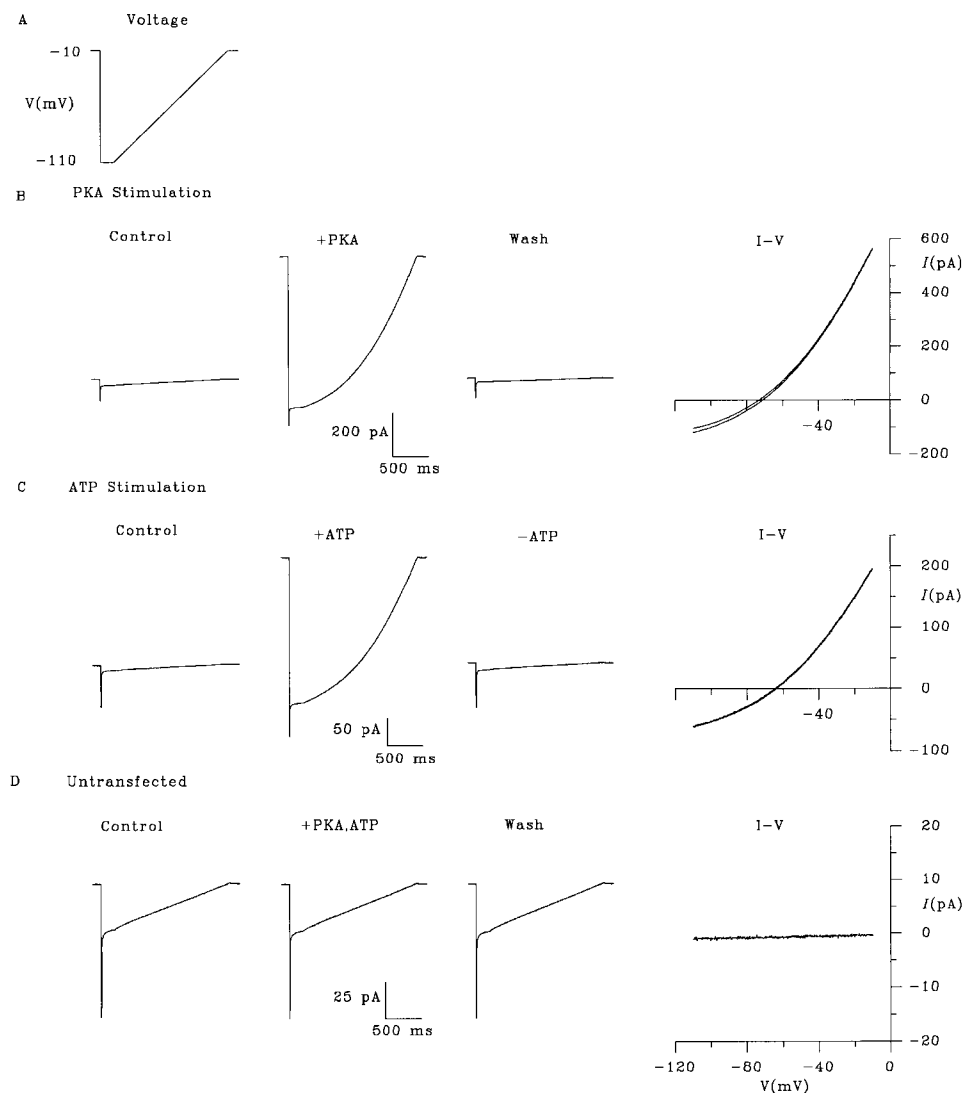 A Voltage
-10
V(mV)
-110
B PKA Stimulation
Control +PKA Wash I-V
600
I(pA)
400
200
0
-200
-40
200 pA
500 ms
C ATP Stimulation
Control +ATP -ATP I-V
200
I(pA)
100
0
-100
-40
50 pA
500 ms
D Untransfected
Control +PKA,ATP Wash I-V
20
10
I(pA)
0
-10
-20
25 pA
500 ms
-120 -80 -40 0
V(mV)